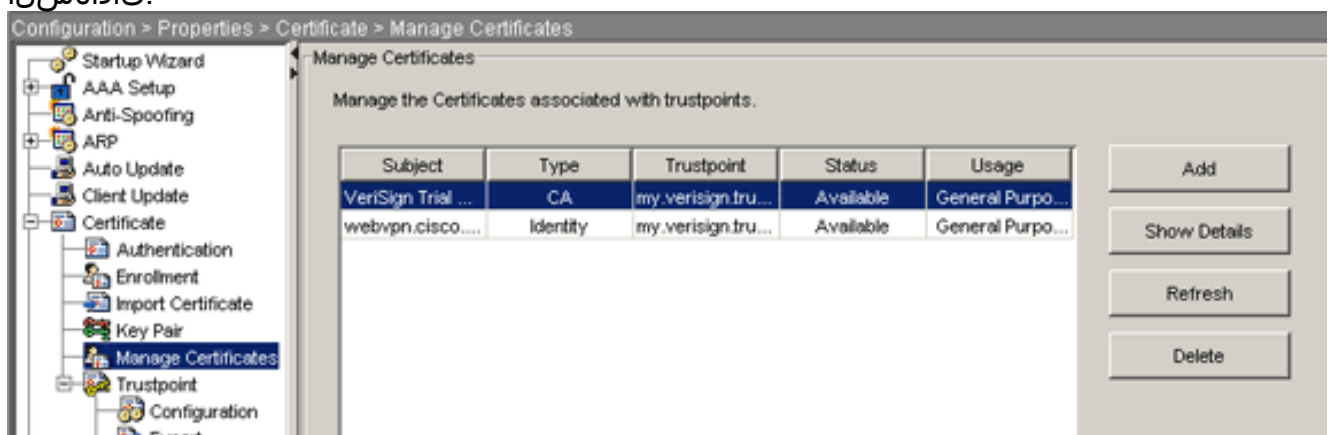 Configuration > Properties > Certificate > Manage Certificates
Startup Wizard
AAA Setup
Anti-Spoofing
ARP
Auto Update
Client Update
Certificate
Authentication
Enrollment
Import Certificate
Key Pair
Manage Certificates
Trustpoint
Configuration
Manage Certificates
Manage the Certificates associated with trustpoints.
Subject Type Trustpoint Status Usage
VeriSign Trial ... CA my.verisign.tru... Available General Purpo...
webvpn.cisco.... Identity my.verisign.tru... Available General Purpo...
Add
Show Details
Refresh
Delete